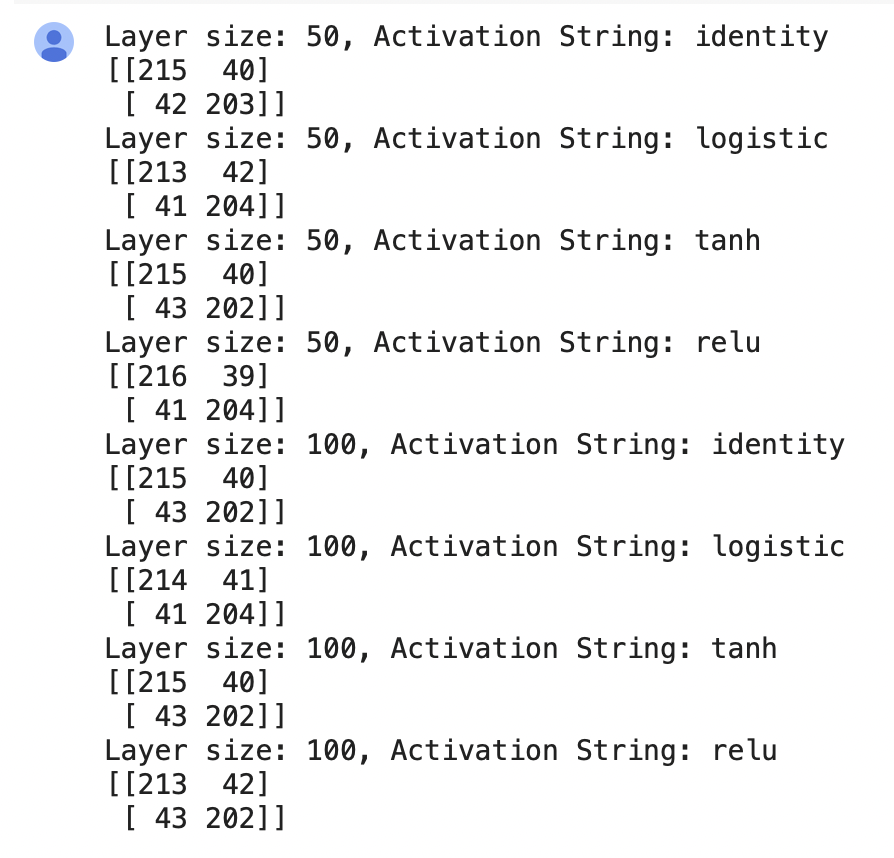 Layer size: 50, Activation String: identity
[[215  40]
 [ 42 203]]
Layer size: 50, Activation String: logistic
[[213  42]
 [ 41 204]]
Layer size: 50, Activation String: tanh
[[215  40]
 [ 43 202]]
Layer size: 50, Activation String: relu
[[216  39]
 [ 41 204]]
Layer size: 100, Activation String: identity
[[215  40]
 [ 43 202]]
Layer size: 100, Activation String: logistic
[[214  41]
 [ 41 204]]
Layer size: 100, Activation String: tanh
[[215  40]
 [ 43 202]]
Layer size: 100, Activation String: relu
[[213  42]
 [ 43 202]]